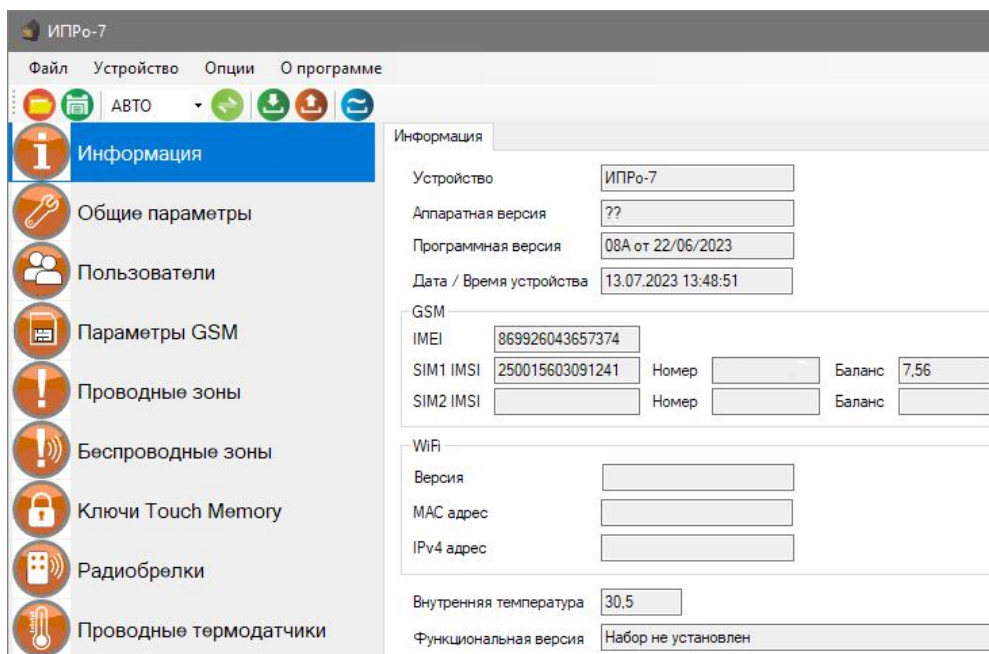 ИПРо-7
Файл Устройство Опции О программе
АВТО
Информация
Общие параметры
Пользователи
Параметры GSM
Проводные зоны
Беспроводные зоны
Ключи Touch Memory
Радиобрелки
Проводные термодатчики
Информация
Устройство ИПРо-7
Аппаратная версия ??
Программная версия 08A от 22/06/2023
Дата / Время устройства 13.07.2023 13:48:51
GSM
IMEI 869926043657374
SIM1 IMSI 250015603091241 Номер Баланс 7,56
SIM2 IMSI Номер Баланс
WiFi
Версия
MAC адрес
IPv4 адрес
Внутренняя температура 30,5
Функциональная версия Набор не установлен